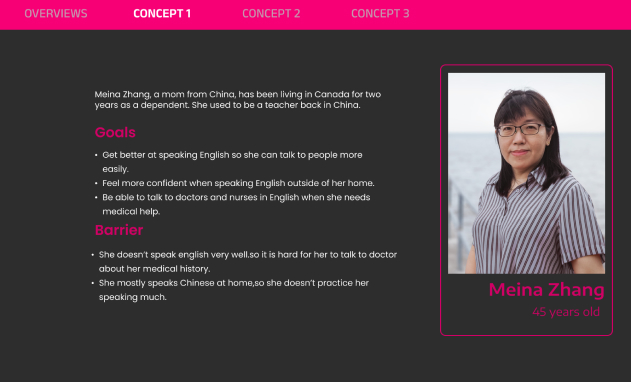 OVERVIEWS CONCEPT 1 CONCEPT 2 CONCEPT 3
Meina Zhang, a mom from China, has been living in Canada for two
years as a dependent. She used to be a teacher back in China.
Goals
• Get better at speaking English so she can talk to people more
easily.
• Feel more confident when speaking English outside of her home.
• Be able to talk to doctors and nurses in English when she needs
medical help.
Barrier
• She doesn't speak english very well.so it is hard for her to talk to doctor
about her medical history.
• She mostly speaks Chinese at home,so she doesn't practice her
speaking much.
Meina Zhang
45 years old